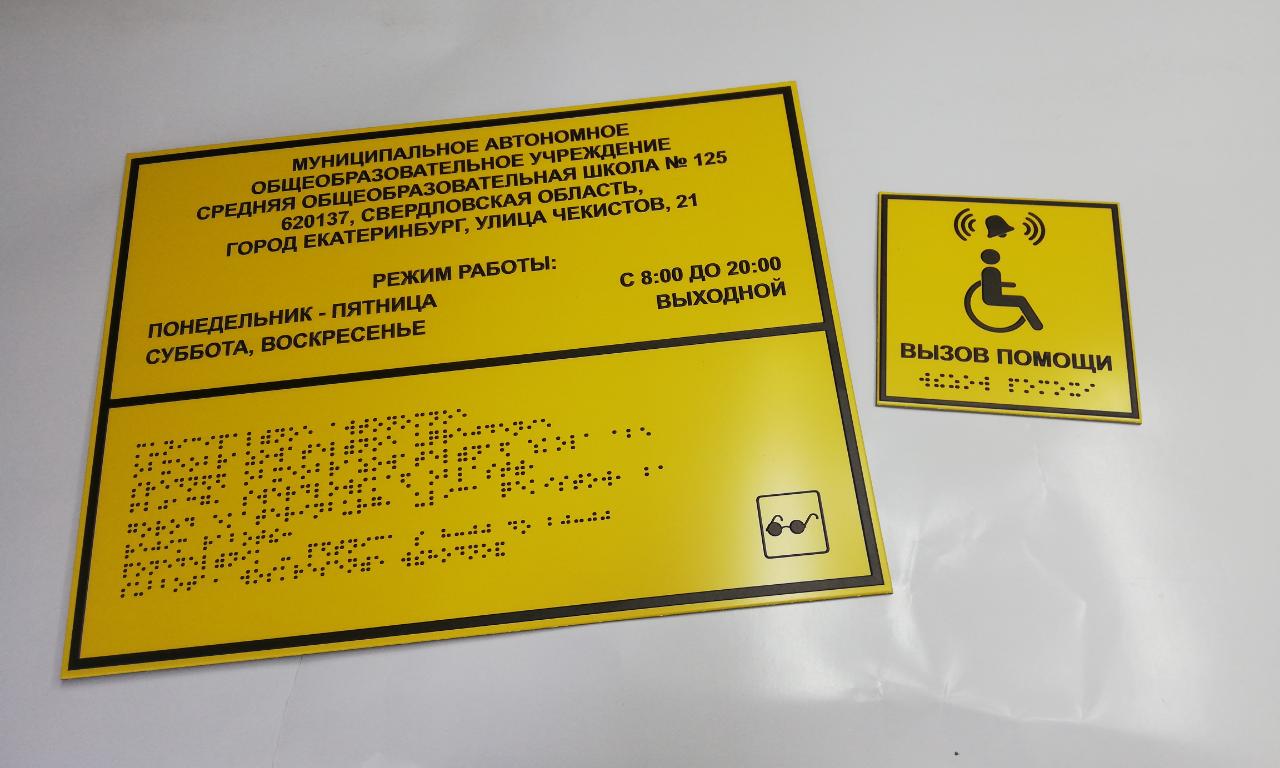 МУНИЦИПАЛЬНОЕ АВТОНОМНОЕ
ОБЩЕОБРАЗОВАТЕЛЬНОЕ УЧРЕЖДЕНИЕ
СРЕДНЯЯ ОБЩЕОБРАЗОВАТЕЛЬНАЯ ШКОЛА № 125
620137, СВЕРДЛОВСКАЯ ОБЛАСТЬ,
ГОРОД ЕКАТЕРИНБУРГ, УЛИЦА ЧЕКИСТОВ, 21
РЕЖИМ РАБОТЫ:
ПОНЕДЕЛЬНИК - ПЯТНИЦА С 8:00 ДО 20:00
СУББОТА, ВОСКРЕСЕНЬЕ ВЫХОДНОЙ
ВЫЗОВ ПОМОЩИ